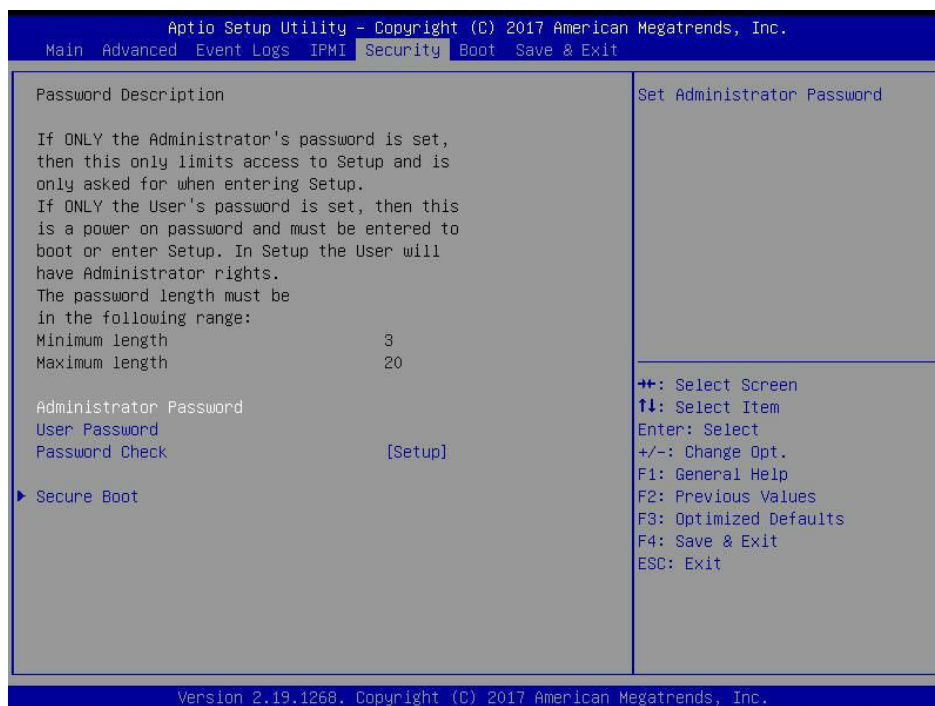 Aptio Setup Utility – Copyright (C) 2017 American Megatrends, Inc.
Main Advanced Event Logs IPMI Security Boot Save & Exit
Password Description
If ONLY the Administrator's password is set,
then this only limits access to Setup and is
only asked for when entering Setup.
If ONLY the User's password is set, then this
is a power on password and must be entered to
boot or enter Setup. In Setup the User will
have Administrator rights.
The password length must be
in the following range:
Minimum length 3
Maximum length 20
Administrator Password
User Password
Password Check [Setup]
Secure Boot
Set Administrator Password
→←: Select Screen
↑↓: Select Item
Enter: Select
+/-: Change Opt.
F1: General Help
F2: Previous Values
F3: Optimized Defaults
F4: Save & Exit
ESC: Exit
Version 2.19.1268. Copyright (C) 2017 American Megatrends, Inc.